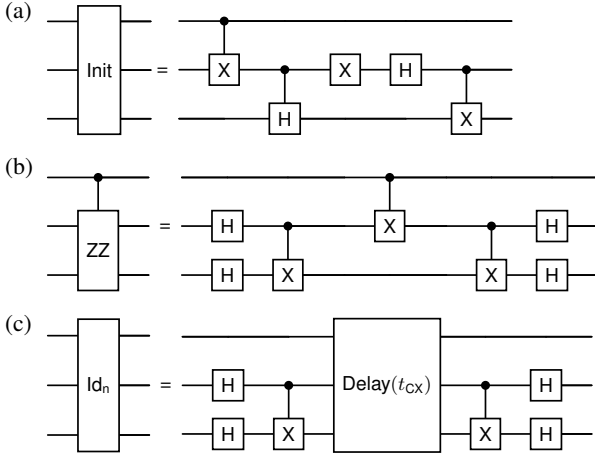 (a)
Init = X H X H X
(b)
ZZ = H H X X X H H
(c)
Id_n = H H X Delay(t_CX) X H H